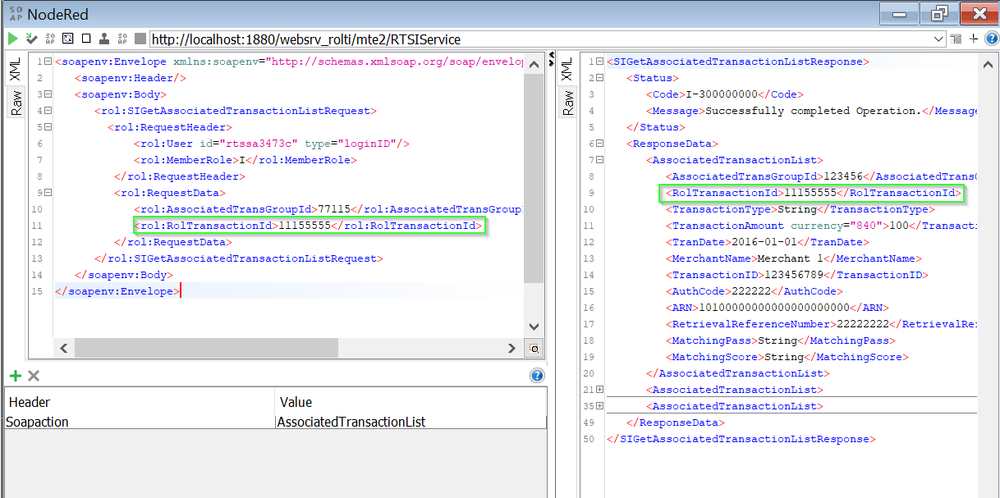 SO
AP NodeRed
http://localhost:1880/websrv_rolti/mte2/RTSIService
XML
Raw
1 <soapenv:Envelope xmlns:soapenv="http://schemas.xmlsoap.org/soap/envelop
2 <soapenv:Header/>
3 <soapenv:Body>
4 <rol:SIGetAssociatedTransactionListRequest>
5 <rol:RequestHeader>
6 <rol:User id="rtssa3473c" type="loginID"/>
7 <rol:MemberRole>I</rol:MemberRole>
8 </rol:RequestHeader>
9 <rol:RequestData>
10 <rol:AssociatedTransGroupId>77115</rol:AssociatedTransGroup
11 <rol:RolTransactionId>11155555</rol:RolTransactionId>
12 </rol:RequestData>
13 </rol:SIGetAssociatedTransactionListRequest>
14 </soapenv:Body>
15 </soapenv:Envelope>
Header Value
Soapaction AssociatedTransactionList
XML
Raw
1 <SIGetAssociatedTransactionListResponse>
2 <Status>
3 <Code>I-300000000</Code>
4 <Message>Successfully completed Operation.</Message
5 </Status>
6 <ResponseData>
7 <AssociatedTransactionList>
8 <AssociatedTransGroupId>123456</AssociatedTransG
9 <RolTransactionId>11155555</RolTransactionId>
10 <TransactionType>String</TransactionType>
11 <TransactionAmount currency="840">100</Transactio
12 <TranDate>2016-01-01</TranDate>
13 <MerchantName>Merchant 1</MerchantName>
14 <TransactionID>123456789</TransactionID>
15 <AuthCode>222222</AuthCode>
16 <ARN>10100000000000000000000</ARN>
17 <RetrievalReferenceNumber>22222222</RetrievalRe
18 <MatchingPass>String</MatchingPass>
19 <MatchingScore>String</MatchingScore>
20 </AssociatedTransactionList>
21 <AssociatedTransactionList>
35 <AssociatedTransactionList>
49 </ResponseData>
50 </SIGetAssociatedTransactionListResponse>